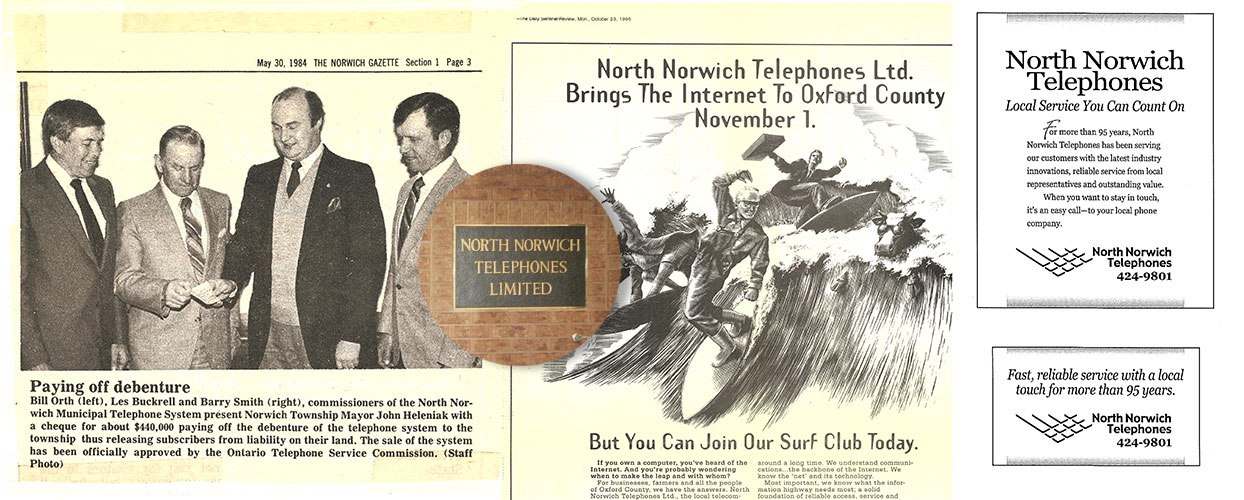 May 30, 1984 THE NORWICH GAZETTE Section 1 Page 3
Paying off debenture
Bill Orth (left), Les Buckrell and Barry Smith (right), commissioners of the North Nor-
wich Municipal Telephone System present Norwich Township Mayor John Heleniak with
a cheque for about $440,000 paying off the debenture of the telephone system to the
township thus releasing subscribers from liability on their land. The sale of the system
has been officially approved by the Ontario Telephone Service Commission. (Staff
Photo)
NORTH NORWICH
TELEPHONES
LIMITED
—The Daily Sentinel-Review, Mon., October 23, 1995
North Norwich Telephones Ltd.
Brings The Internet To Oxford County
November 1.
But You Can Join Our Surf Club Today.
If you own a computer, you've heard of the
Internet. And you're probably wondering
when to make the leap and with whom?
For businesses, farmers and all the people
of Oxford County, we have the answers. North
Norwich Telephones Ltd., the local telecom-
around a long time. We understand communi-
cations...the backbone of the Internet. We
know the 'net' and its technology.
Most important, we know what the infor-
mation highway needs most: a solid
foundation of reliable access, service and
North Norwich
Telephones
Local Service You Can Count On
For more than 95 years, North
Norwich Telephones has been serving
our customers with the latest industry
innovations, reliable service from local
representatives and outstanding value.
When you want to stay in touch,
it's an easy call—to your local phone
company.
North Norwich
Telephones
424-9801
Fast, reliable service with a local
touch for more than 95 years.
North Norwich
Telephones
424-9801